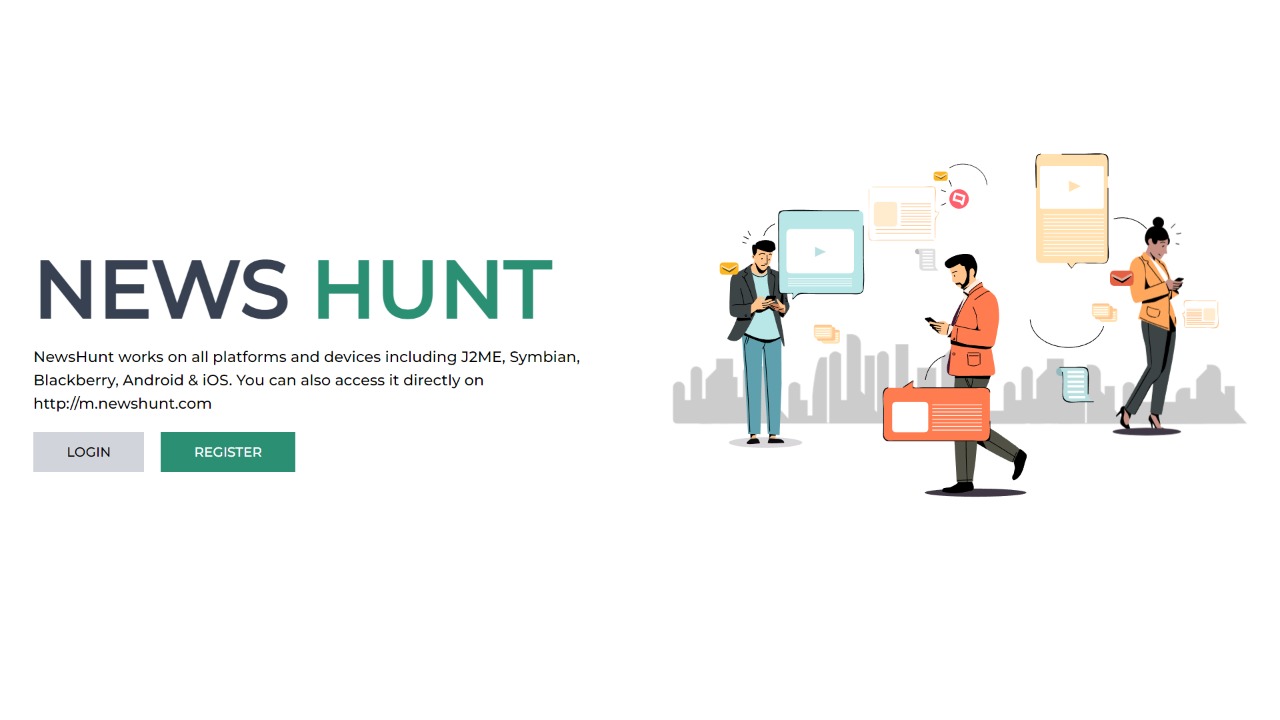 NEWS HUNT
NewsHunt works on all platforms and devices including J2ME, Symbian,
Blackberry, Android & iOS. You can also access it directly on
http://m.newshunt.com
LOGIN REGISTER